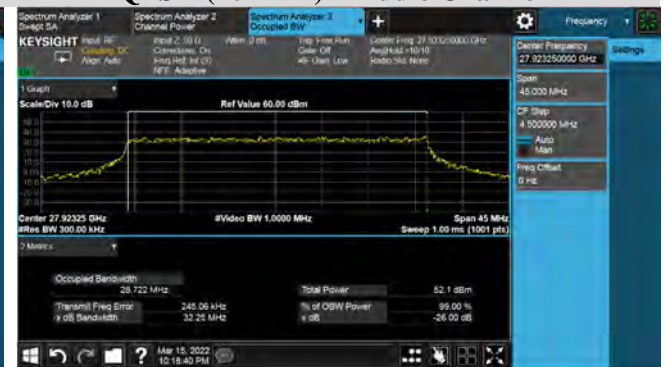 Spectrum Analyzer 1
Swept SA
Spectrum Analyzer 2
Channel Power
Spectrum Analyzer 3
Occupied BW
Frequency
KEYSIGHT
Input: RF
Coupling: DC
Align: Auto
Input Z: 50 Ω
Corrections: On
Freq Ref: Int (S)
NFE: Adaptive
Atten: 0 dB
Trig: Free Run
Gate: Off
#IF Gain: Low
Center Freq: 27.923250000 GHz
Avg|Hold: >10/10
Radio Std: None
Center Frequency
27.923250000 GHz
Settings
Span
45.000 MHz
CF Step
4.500000 MHz
Auto
Man
Freq Offset
0 Hz
1 Graph
Scale/Div 10.0 dB
Ref Value 60.00 dBm
Center 27.92325 GHz
#Res BW 300.00 kHz
#Video BW 1.0000 MHz
Span 45 MHz
Sweep 1.00 ms (1001 pts)
2 Metrics
Occupied Bandwidth
28.722 MHz
Total Power
52.1 dBm
Transmit Freq Error
245.06 kHz
% of OBW Power
99.00 %
x dB Bandwidth
32.25 MHz
x dB
-26.00 dB
Mar 15, 2022
10:18:40 PM